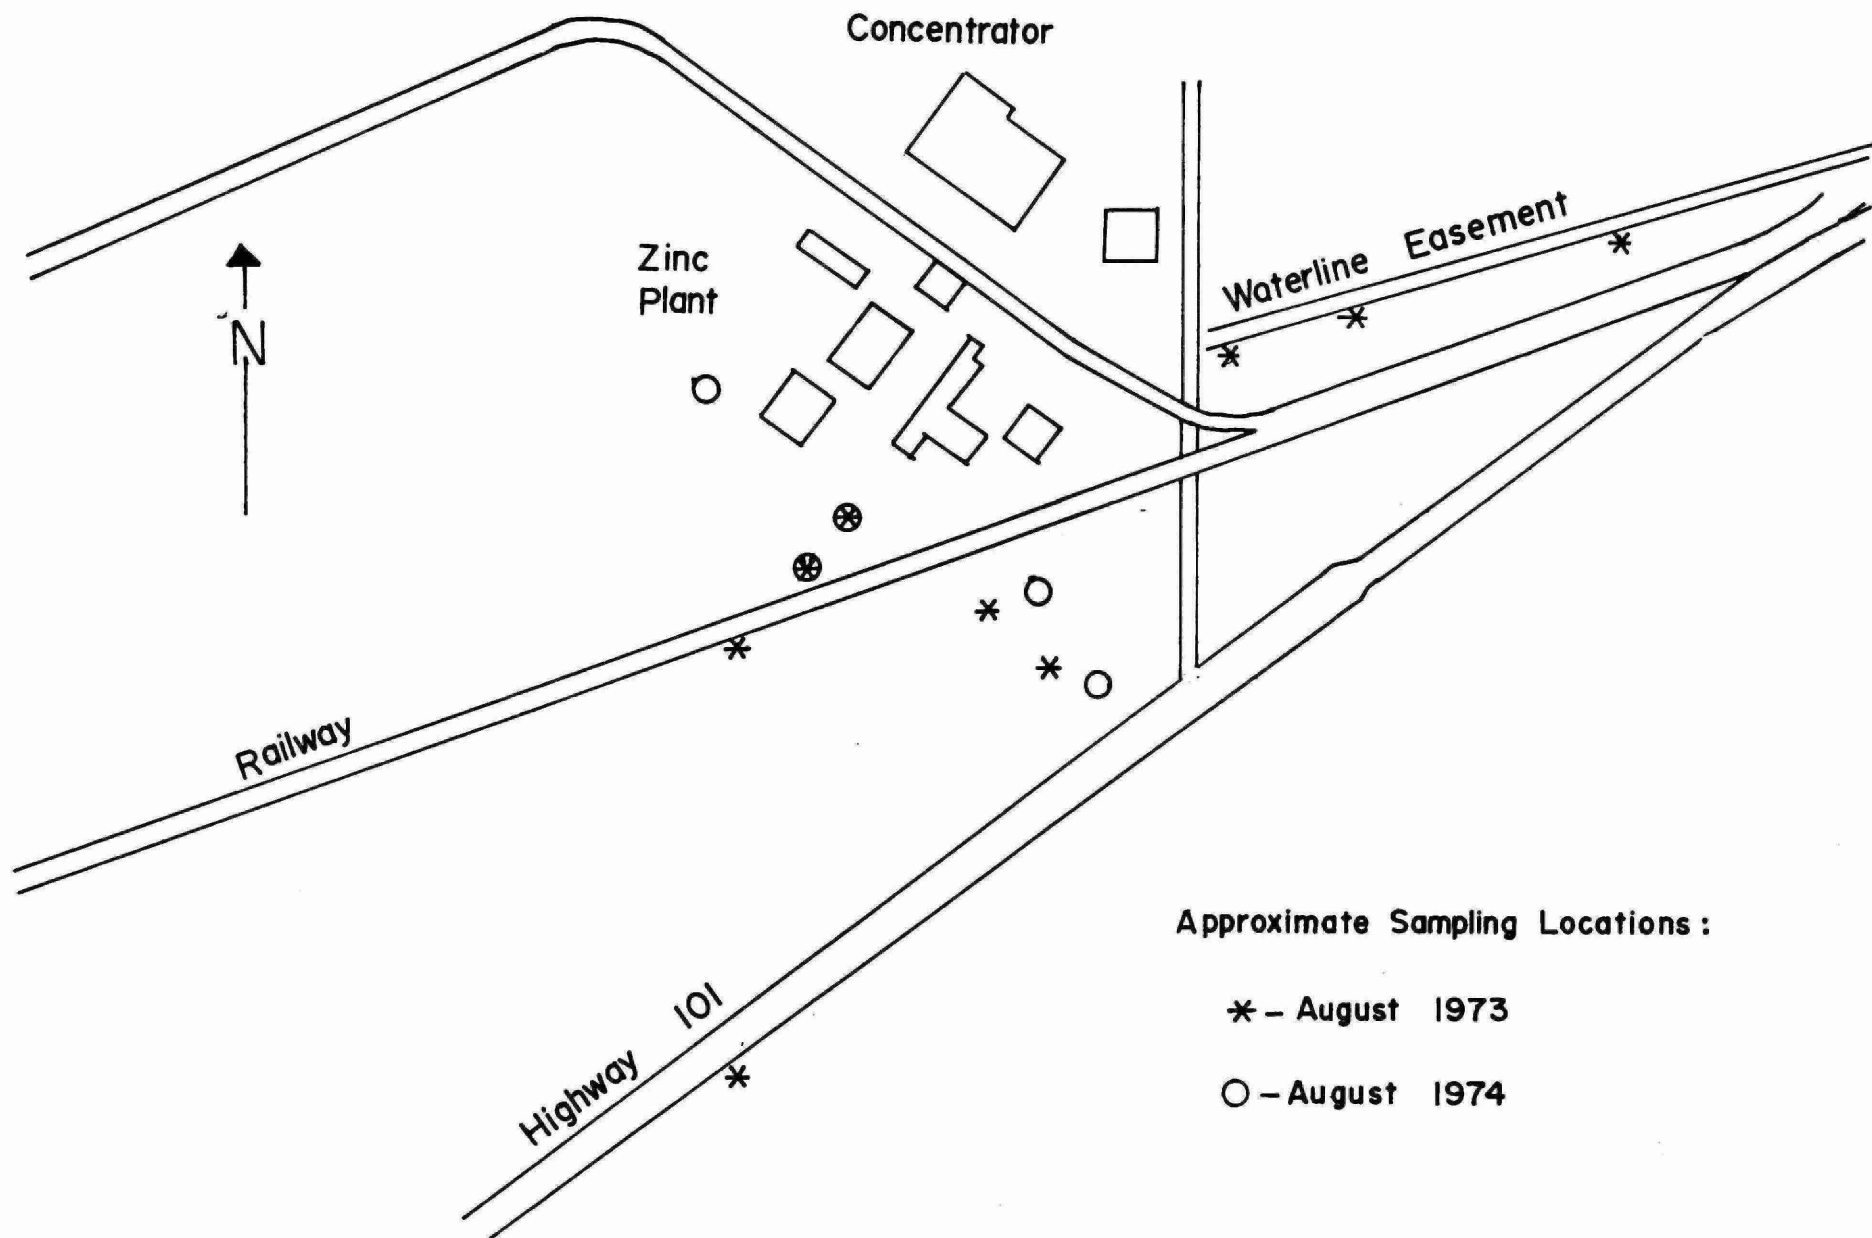 Concentrator
Zinc
Plant
Waterline Easement
N
Railway
Highway 101
Approximate Sampling Locations :
* – August 1973
O – August 1974